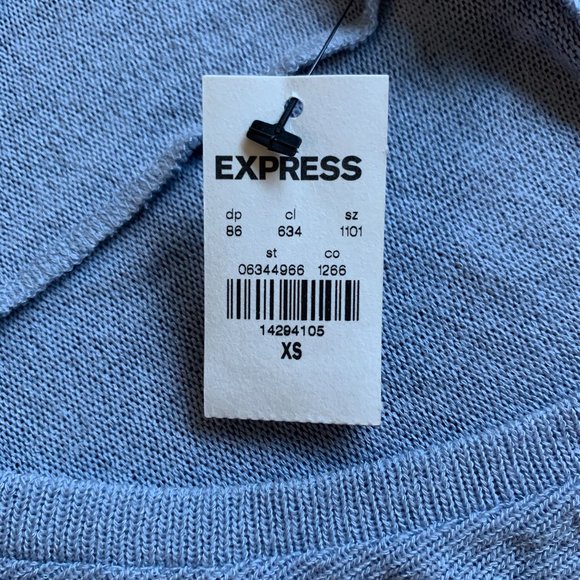 EXPRESS
dp cl sz
86 634 1101
st co
06344966 1266
14294105
XS